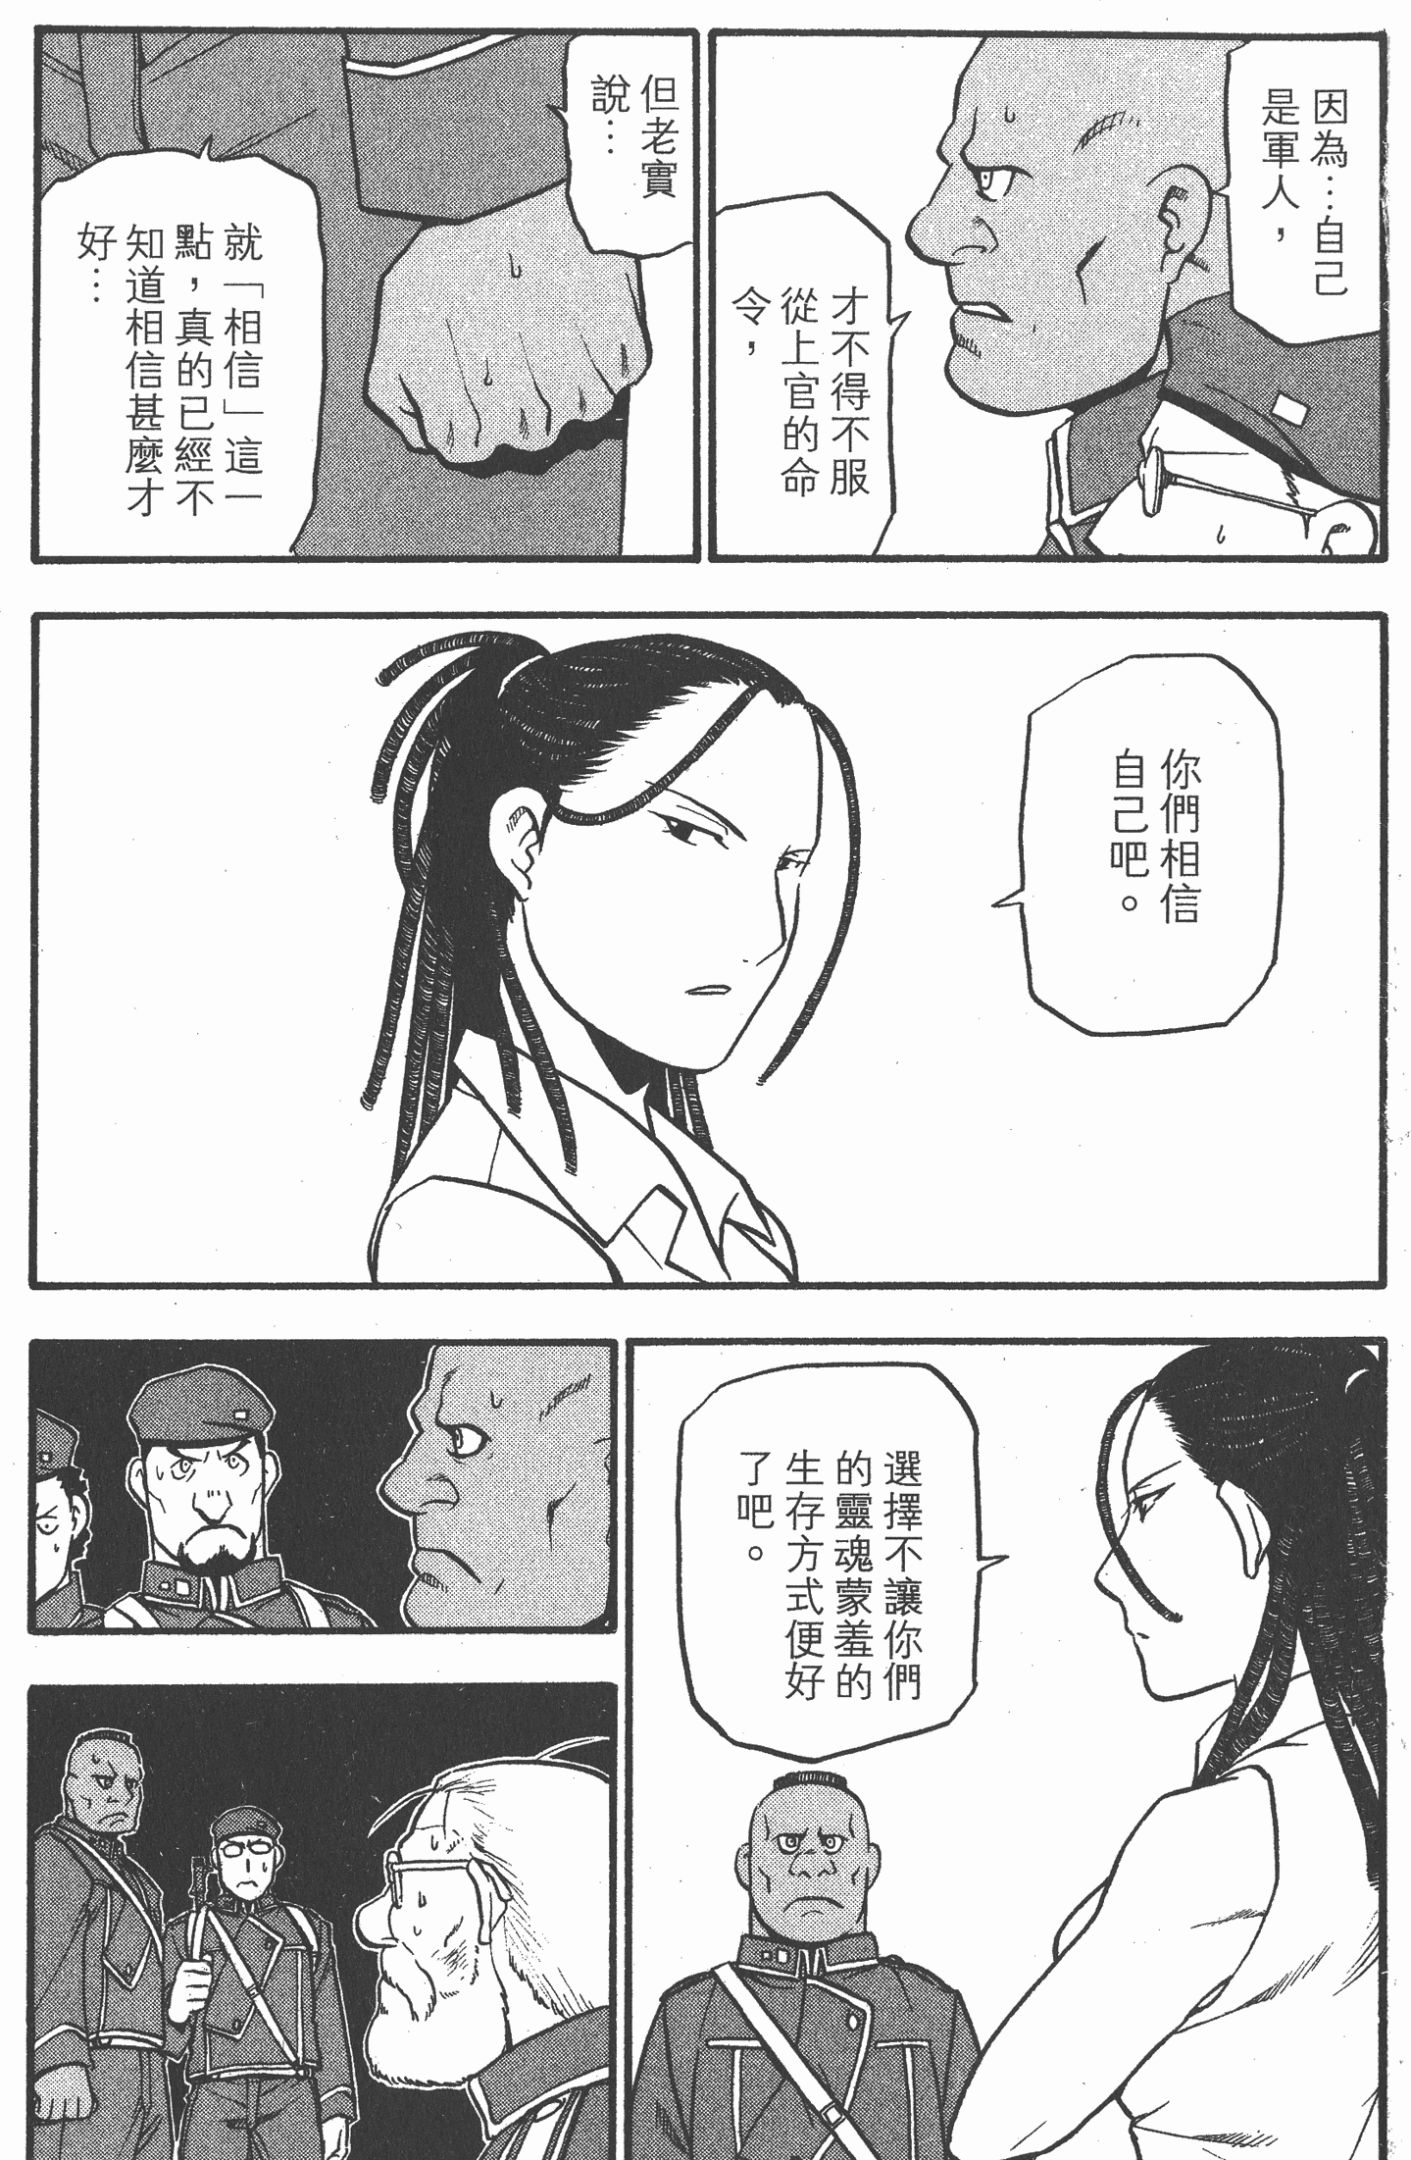 因為…自己
是軍人，
才不得不服
從上官的命
令，
但老實
說…
就「相信」這一
點，真的已經不
知道相信甚麼才
好…
你們相信
自己吧。
選擇不讓你們
的靈魂蒙羞的
生存方式便好
了吧。